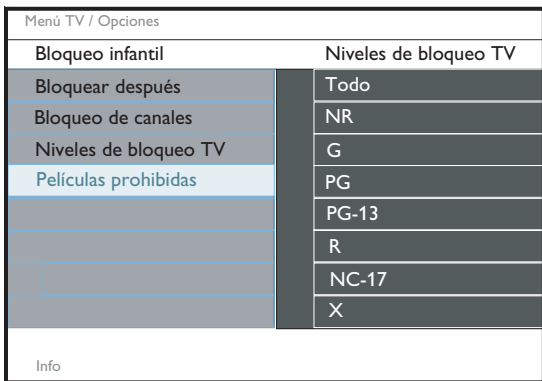 Menú TV / Opciones
Bloqueo infantil
Niveles de bloqueo TV
Bloquear después
Todo
Bloqueo de canales
NR
Niveles de bloqueo TV
G
Películas prohibidas
PG
PG-13
R
NC-17
X
Info